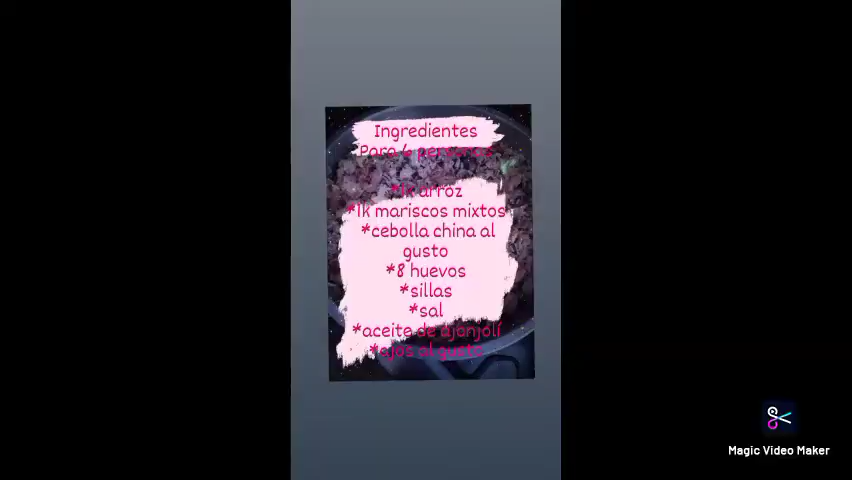 Ingredientes
Para 6 personas
*1k arroz
*1k mariscos mixtos
*cebolla china al
gusto
*8 huevos
*sillas
*sal
*aceite de ajonjolí
*ajos al gusto
Magic Video Maker